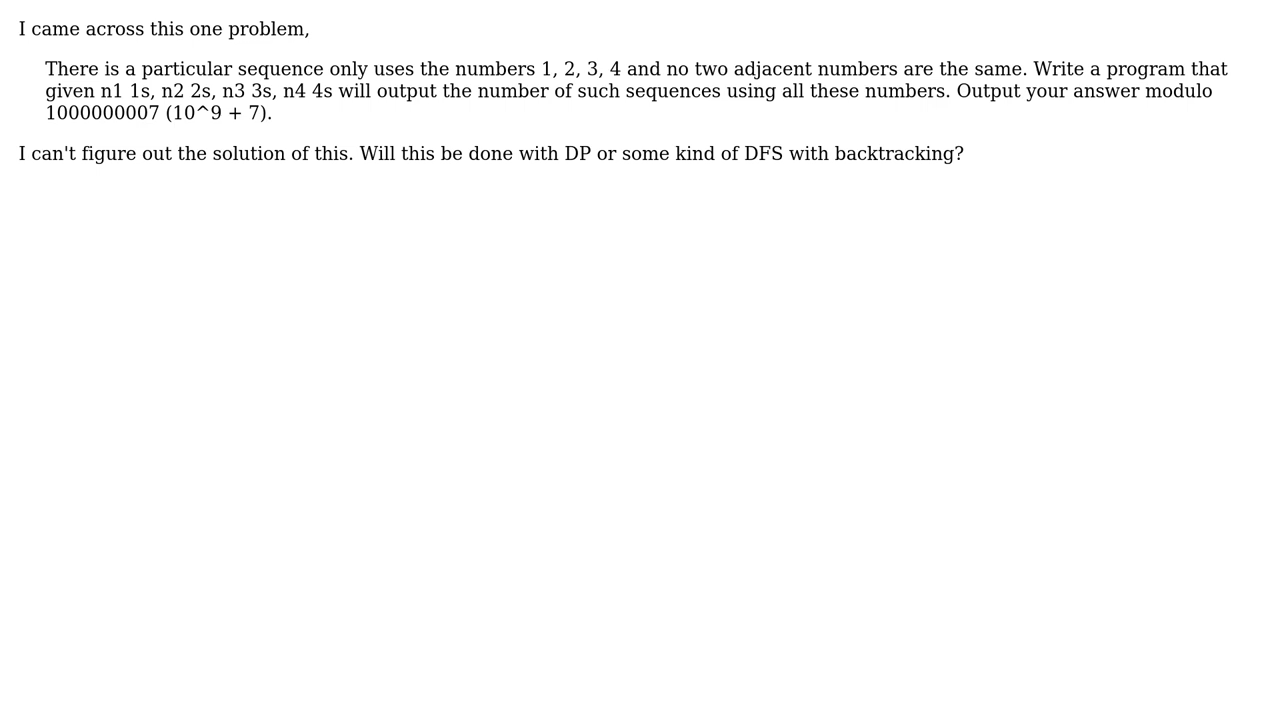 I came across this one problem,
There is a particular sequence only uses the numbers 1, 2, 3, 4 and no two adjacent numbers are the same. Write a program that
given n1 1s, n2 2s, n3 3s, n4 4s will output the number of such sequences using all these numbers. Output your answer modulo
1000000007 (10^9 + 7).
I can't figure out the solution of this. Will this be done with DP or some kind of DFS with backtracking?